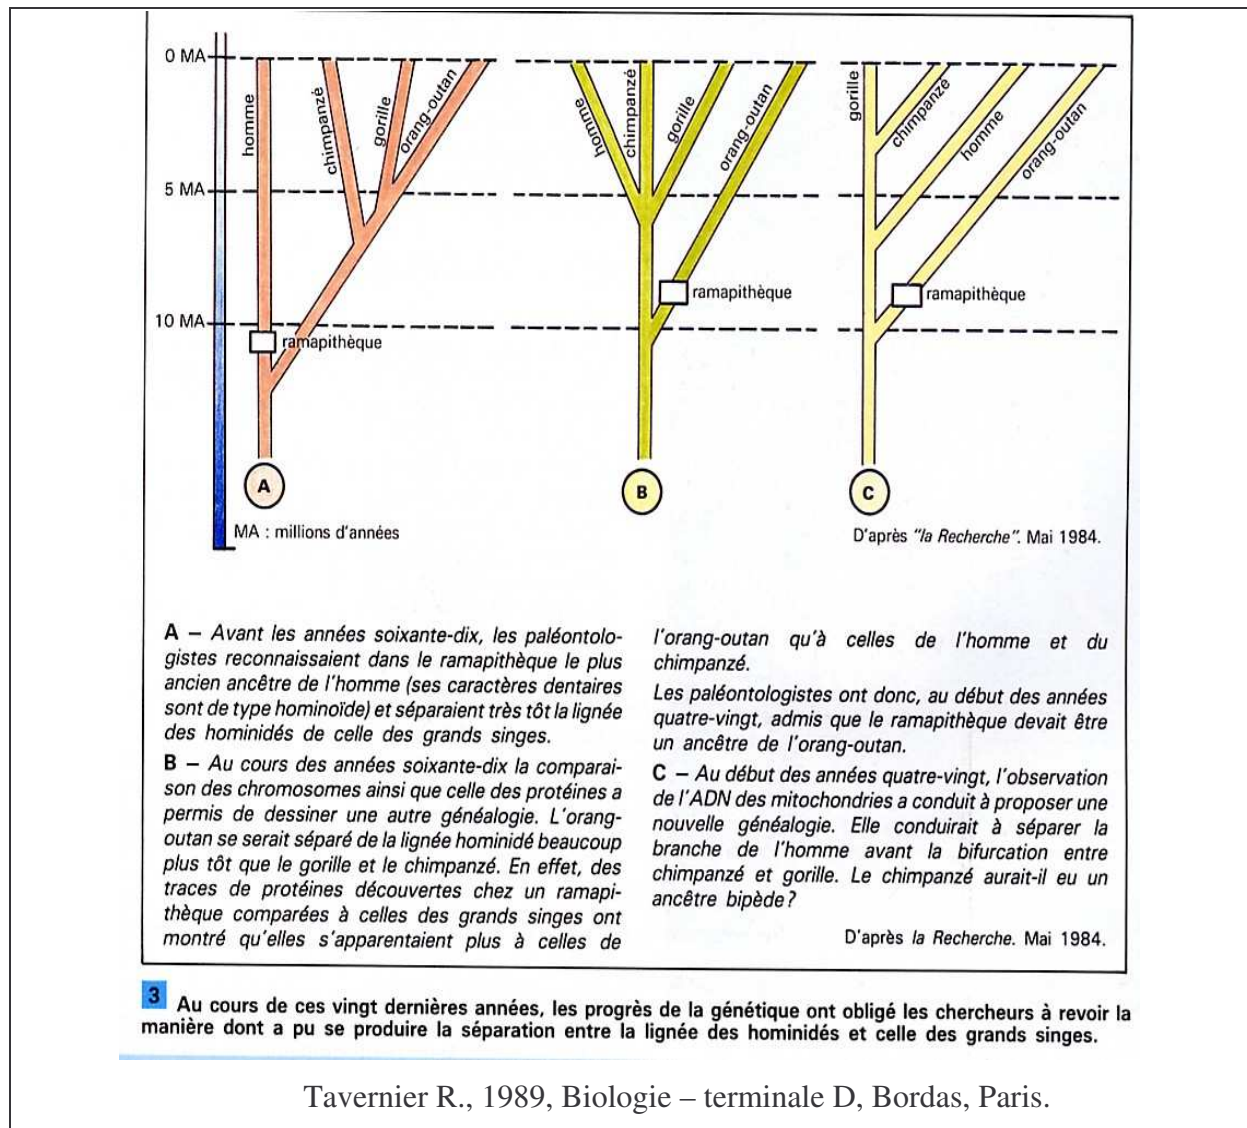 0 MA
5 MA
10 MA
homme
chimpanzé
gorille
orang-outan
ramapithèque
A
homme
chimpanzé
gorille
orang-outan
ramapithèque
B
gorille
chimpanzé
homme
orang-outan
ramapithèque
C
MA : millions d'années
D'après "la Recherche". Mai 1984.
A – Avant les années soixante-dix, les paléontolo-
gistes reconnaissaient dans le ramapithèque le plus
ancien ancêtre de l'homme (ses caractères dentaires
sont de type hominoïde) et séparaient très tôt la lignée
des hominidés de celle des grands singes.
B – Au cours des années soixante-dix la comparai-
son des chromosomes ainsi que celle des protéines a
permis de dessiner une autre généalogie. L'orang-
outan se serait séparé de la lignée hominidé beaucoup
plus tôt que le gorille et le chimpanzé. En effet, des
traces de protéines découvertes chez un ramapi-
thèque comparées à celles des grands singes ont
montré qu'elles s'apparentaient plus à celles de
l'orang-outan qu'à celles de l'homme et du
chimpanzé.
Les paléontologistes ont donc, au début des années
quatre-vingt, admis que le ramapithèque devait être
un ancêtre de l'orang-outan.
C – Au début des années quatre-vingt, l'observation
de l'ADN des mitochondries a conduit à proposer une
nouvelle généalogie. Elle conduirait à séparer la
branche de l'homme avant la bifurcation entre
chimpanzé et gorille. Le chimpanzé aurait-il eu un
ancêtre bipède ?
D'après la Recherche. Mai 1984.
3 Au cours de ces vingt dernières années, les progrès de la génétique ont obligé les chercheurs à revoir la
manière dont a pu se produire la séparation entre la lignée des hominidés et celle des grands singes.
Tavernier R., 1989, Biologie – terminale D, Bordas, Paris.